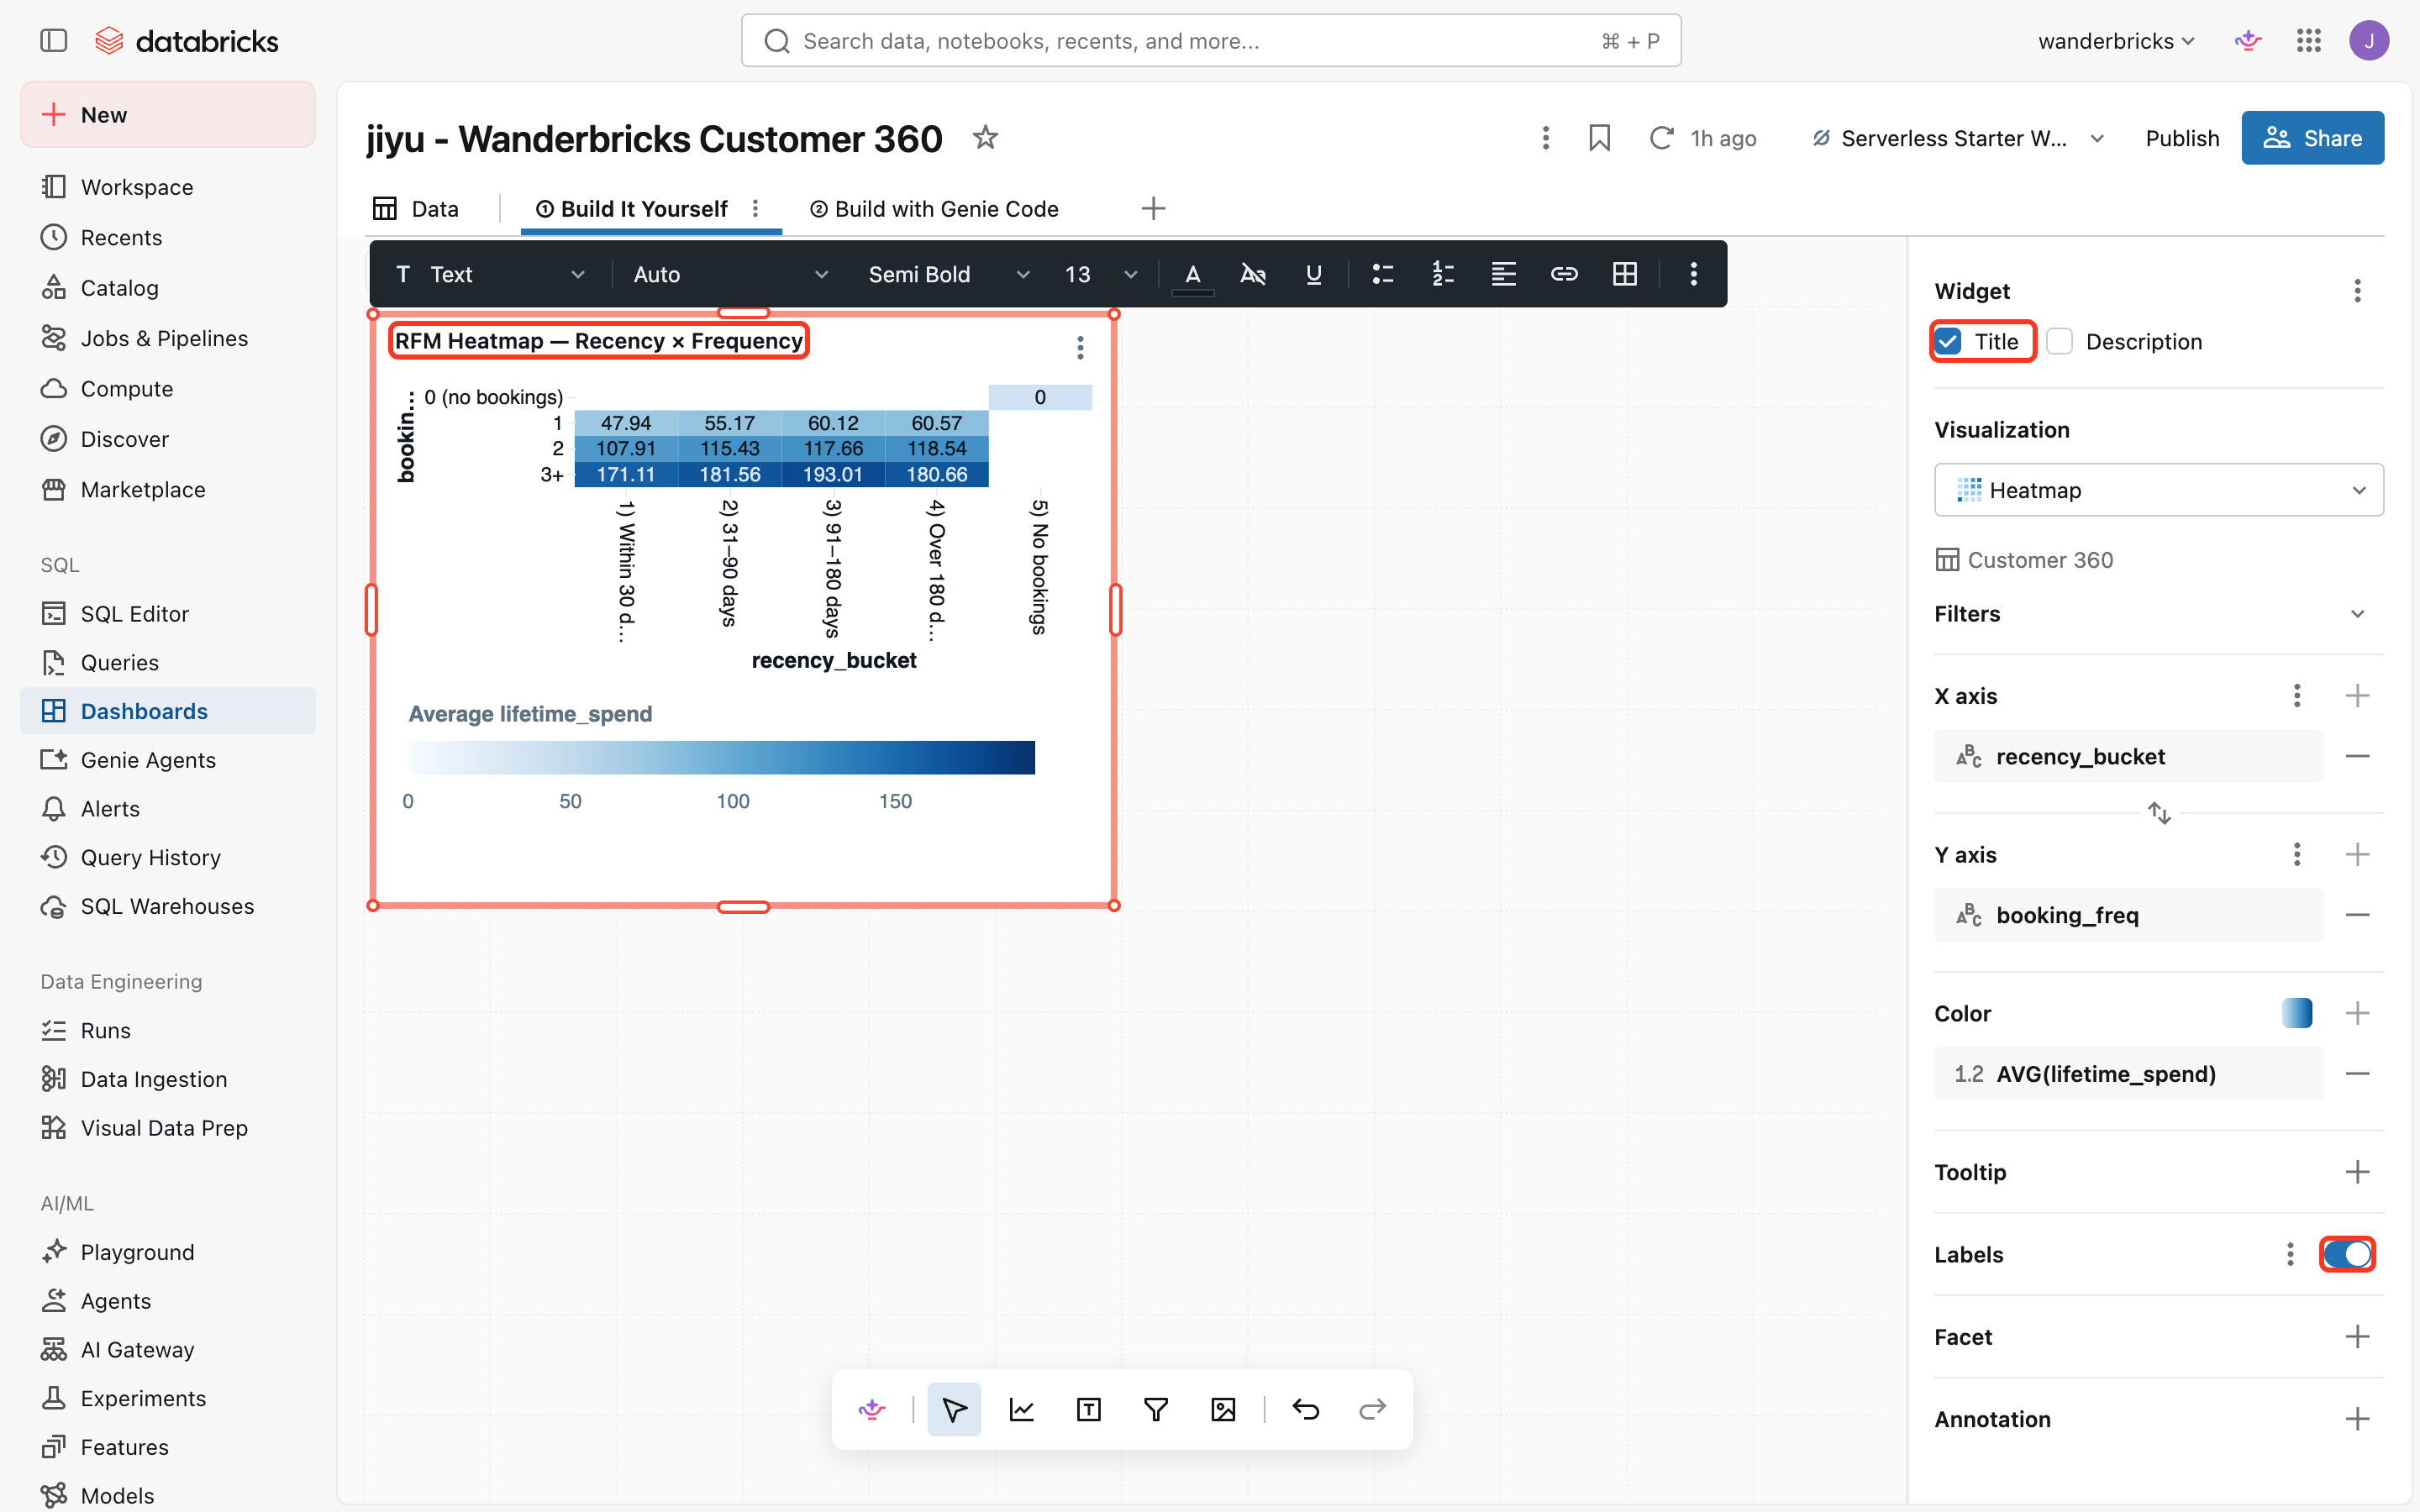 databricks
Search data, notebooks, recents, and more...
⌘ + P
wanderbricks
J
New
Workspace
Recents
Catalog
Jobs & Pipelines
Compute
Discover
Marketplace
SQL
SQL Editor
Queries
Dashboards
Genie Agents
Alerts
Query History
SQL Warehouses
Data Engineering
Runs
Data Ingestion
Visual Data Prep
AI/ML
Playground
Agents
AI Gateway
Experiments
Features
Models
jiyu - Wanderbricks Customer 360
1h ago
Serverless Starter W...
Publish
Share
Data
① Build It Yourself
② Build with Genie Code
T Text
Auto
Semi Bold
13
A
RFM Heatmap — Recency × Frequency
bookin...
0 (no bookings) 0
1 47.94 55.17 60.12 60.57
2 107.91 115.43 117.66 118.54
3+ 171.11 181.56 193.01 180.66
1) Within 30 d...
2) 31–90 days
3) 91–180 days
4) Over 180 d...
5) No bookings
recency_bucket
Average lifetime_spend
0 50 100 150
Widget
Title
Description
Visualization
Heatmap
Customer 360
Filters
X axis
ABC recency_bucket
Y axis
ABC booking_freq
Color
1.2 AVG(lifetime_spend)
Tooltip
Labels
Facet
Annotation